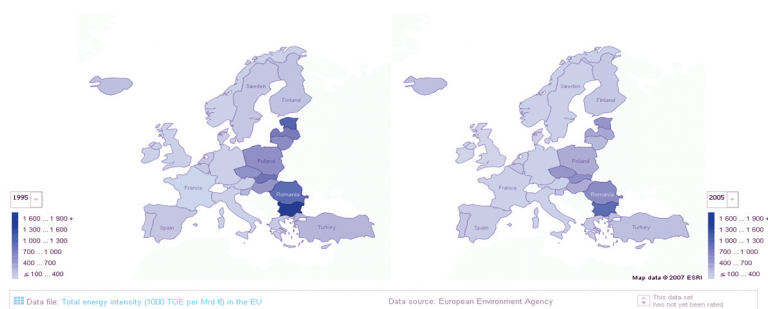 Sweden
Finland
Poland
France
Romania
Spain
Turkey
1995
1 600 ... 1 900 +
1 300 ... 1 600
1 000 ... 1 300
700 ... 1 000
400 ... 700
≤ 100 ... 400
Sweden
Finland
Poland
France
Romania
Spain
Turkey
2005
1 600 ... 1 900 +
1 300 ... 1 600
1 000 ... 1 300
700 ... 1 000
400 ... 700
≤ 100 ... 400
Map data © 2007 ESRI
Data file: Total energy intensity (1000 TOE per Mrd €) in the EU
Data source: European Environment Agency
This data set
has not yet been rated